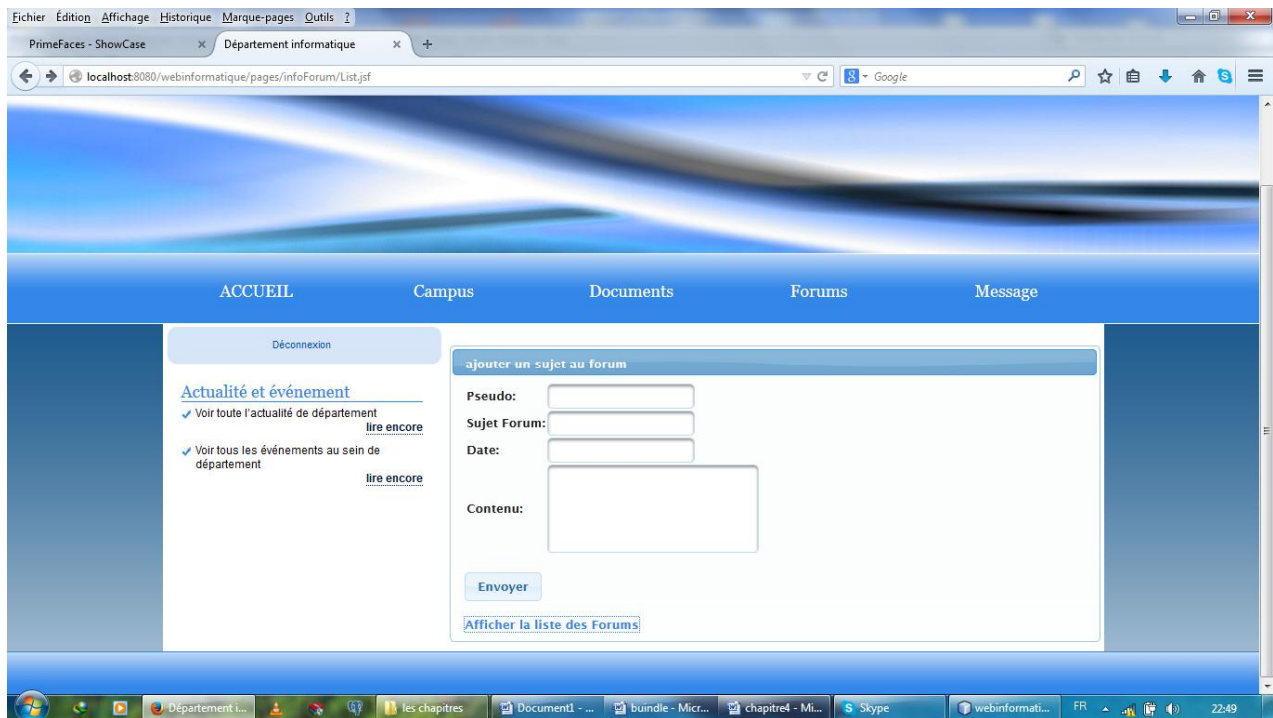 Fichier Édition Affichage Historique Marque-pages Outils ?
PrimeFaces - ShowCase
Département informatique
localhost:8080/webinformatique/pages/infoForum/List.jsf
Google
ACCUEIL Campus Documents Forums Message
Déconnexion
Actualité et événement
Voir toute l'actualité de département
lire encore
Voir tous les événements au sein de
département
lire encore
ajouter un sujet au forum
Pseudo:
Sujet Forum:
Date:
Contenu:
Envoyer
Afficher la liste des Forums
Département i... les chapitres Document1 - ... buindle - Micr... chapitre4 - Mi... Skype webinformati... FR 22:49